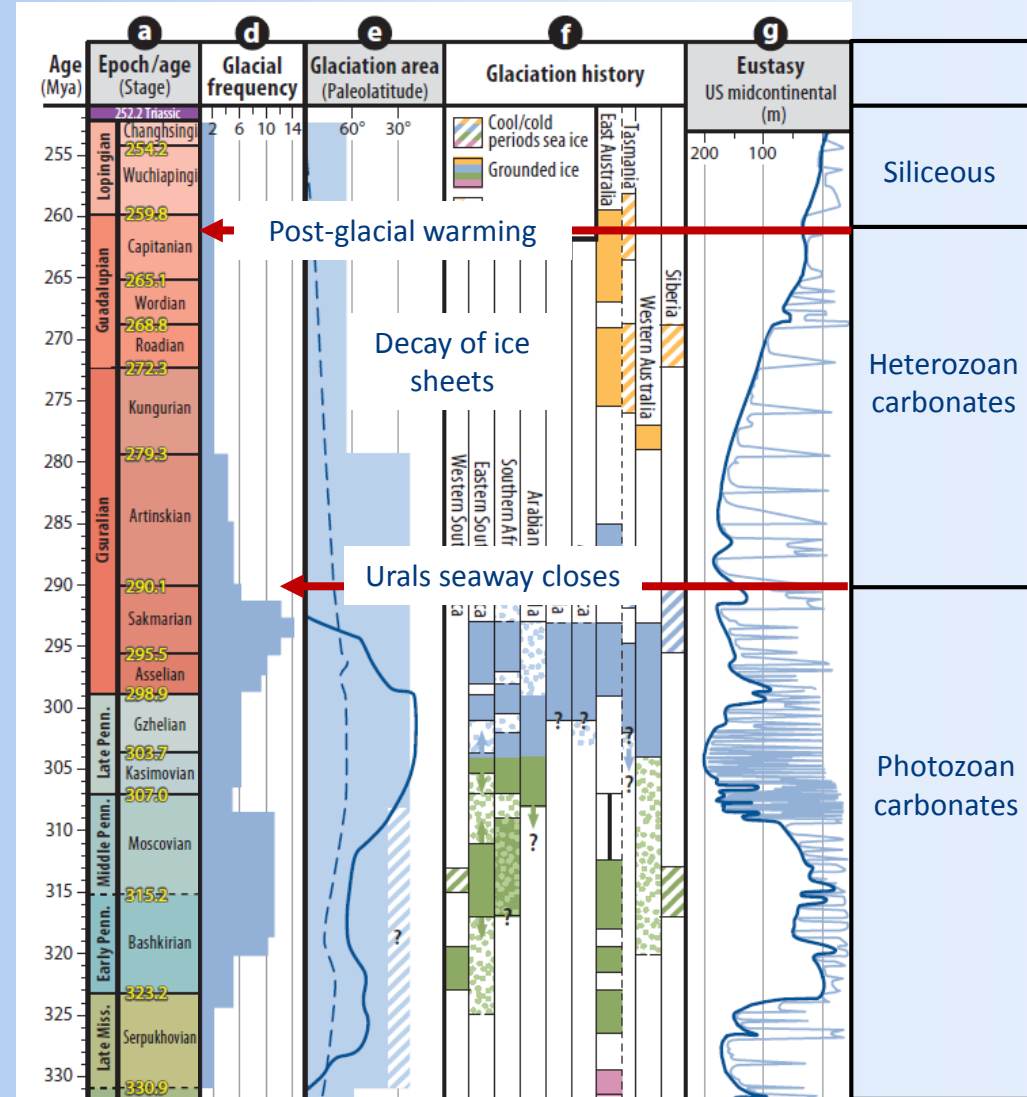 a
d
e
f
g
Age
(Mya)
Epoch/age
(Stage)
Glacial
frequency
Glaciation area
(Paleolatitude)
Glaciation history
Eustasy
US midcontinental
(m)
252.2 Triassic
2 6 10 14
60° 30°
Cool/cold
periods sea ice
Grounded ice
East Australia
Tasmania
Western Australia
Siberia
200 100
255
260
265
270
275
280
285
290
295
300
305
310
315
320
325
330
Lopingian
Guadalupian
Cisuralian
Late Penn.
Middle Penn.
Early Penn.
Late Miss.
Changhsingi
254.2
Wuchiapingi
259.8
Capitanian
265.1
Wordian
268.8
Roadian
272.3
Kungurian
279.3
Artinskian
290.1
Sakmarian
295.5
Asselian
298.9
Gzhelian
303.7
Kasimovian
307.0
Moscovian
315.2
Bashkirian
323.2
Serpukhovian
330.9
Post-glacial warming
Decay of ice
sheets
Urals seaway closes
Western Sout
Eastern Sout
Southern Afr
Arabian
? ?
?
?
?
?
?
Siliceous
Heterozoan
carbonates
Photozoan
carbonates